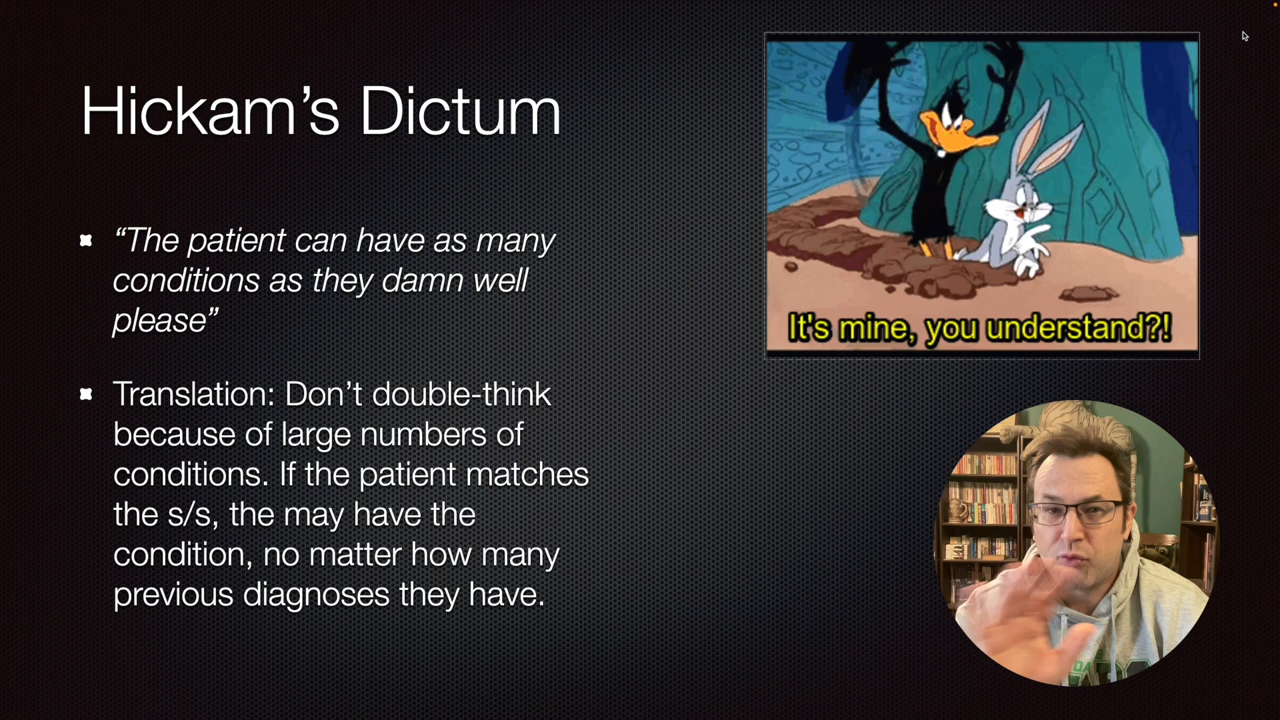 Hickam’s Dictum
“The patient can have as many
conditions as they damn well
please”
Translation: Don’t double-think
because of large numbers of
conditions. If the patient matches
the s/s, the may have the
condition, no matter how many
previous diagnoses they have.
It's mine, you understand?!